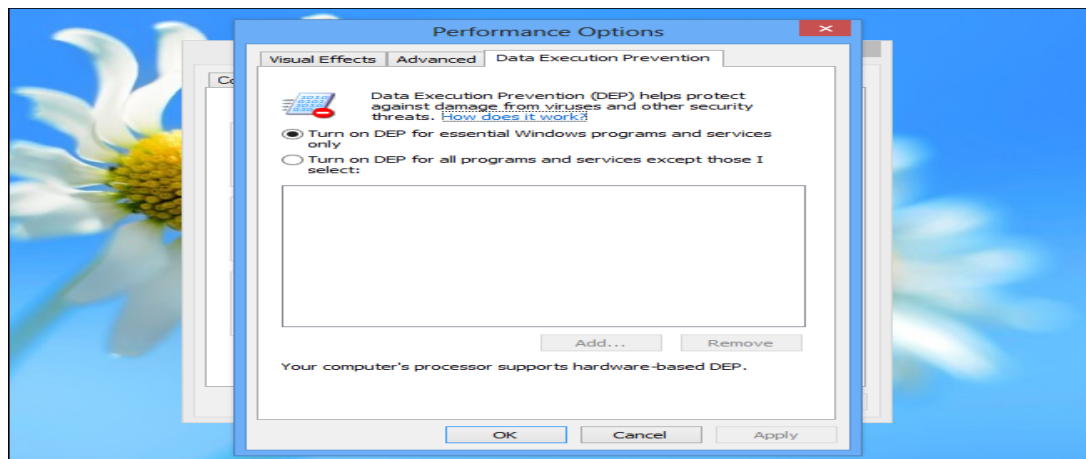 Performance Options
Visual Effects Advanced Data Execution Prevention
Co
Data Execution Prevention (DEP) helps protect
against damage from viruses and other security
threats. How does it work?
Turn on DEP for essential Windows programs and services
only
Turn on DEP for all programs and services except those I
select:
Add... Remove
Your computer's processor supports hardware-based DEP.
OK Cancel Apply